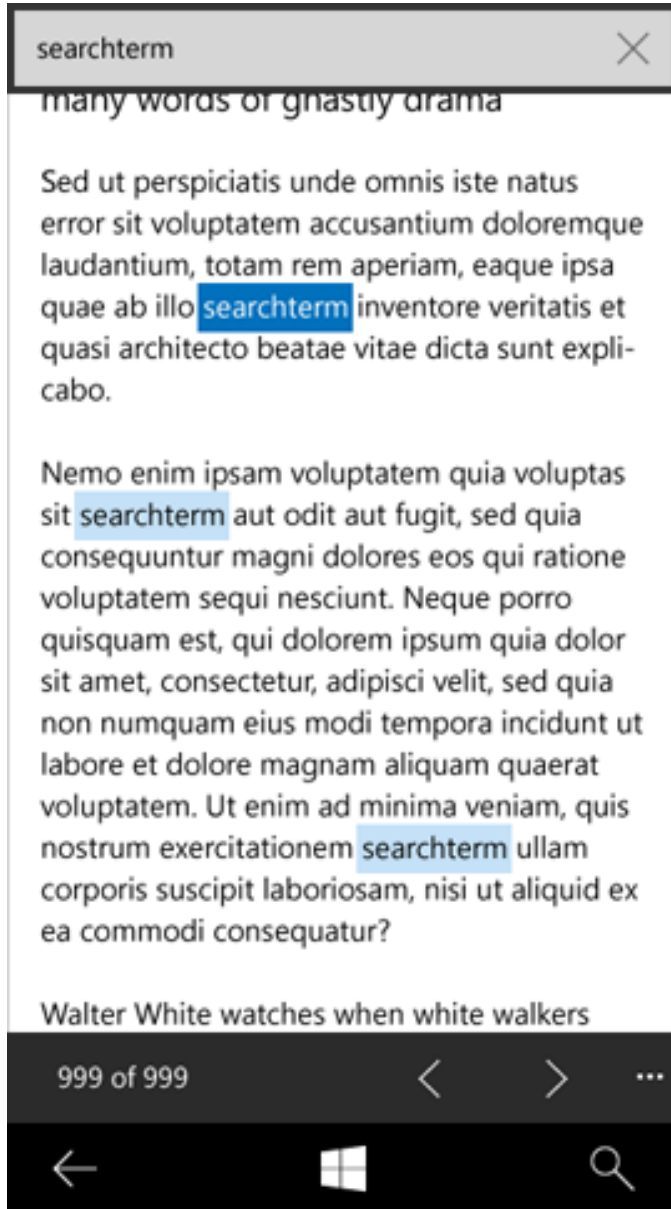 searchterm
many words of ghastly drama
Sed ut perspiciatis unde omnis iste natus
error sit voluptatem accusantium doloremque
laudantium, totam rem aperiam, eaque ipsa
quae ab illo searchterm inventore veritatis et
quasi architecto beatae vitae dicta sunt expli-
cabo.
Nemo enim ipsam voluptatem quia voluptas
sit searchterm aut odit aut fugit, sed quia
consequuntur magni dolores eos qui ratione
voluptatem sequi nesciunt. Neque porro
quisquam est, qui dolorem ipsum quia dolor
sit amet, consectetur, adipisci velit, sed quia
non numquam eius modi tempora incidunt ut
labore et dolore magnam aliquam quaerat
voluptatem. Ut enim ad minima veniam, quis
nostrum exercitationem searchterm ullam
corporis suscipit laboriosam, nisi ut aliquid ex
ea commodi consequatur?
Walter White watches when white walkers
999 of 999